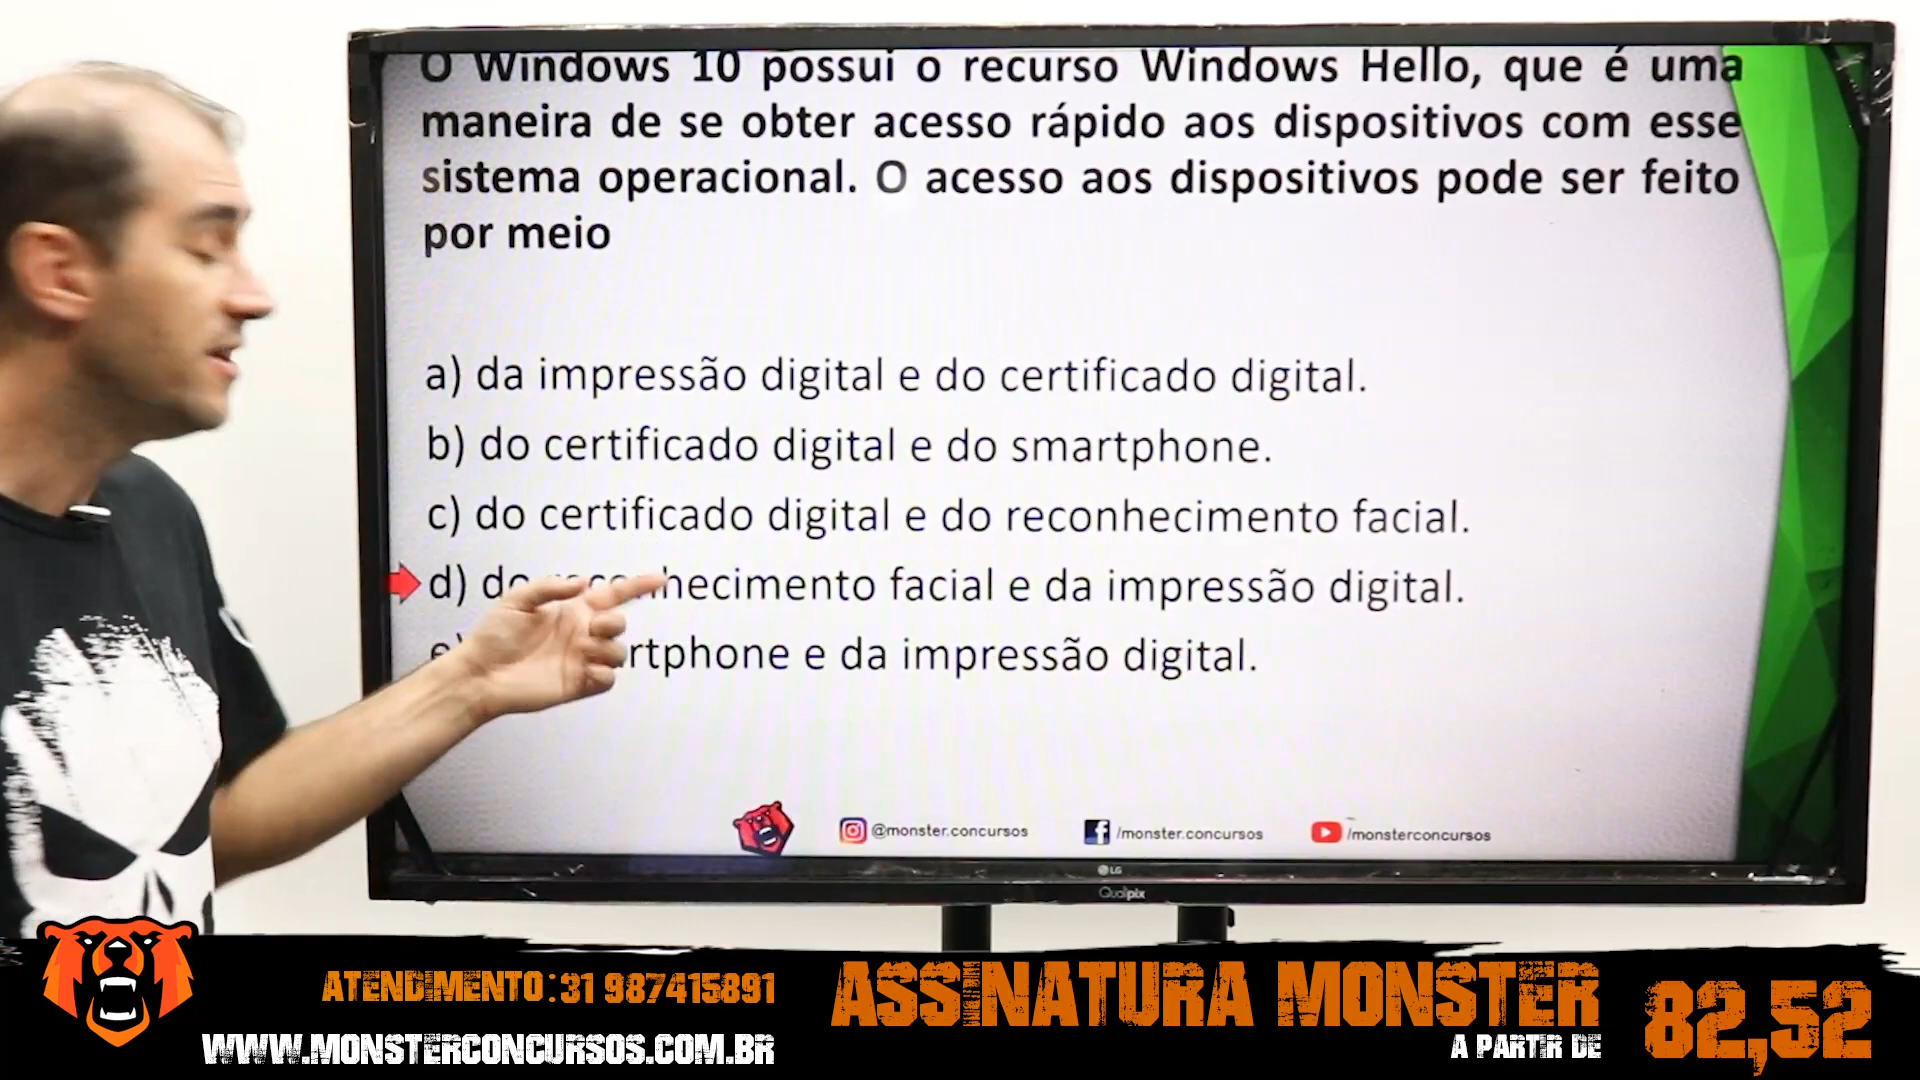 O Windows 10 possui o recurso Windows Hello, que é uma
maneira de se obter acesso rápido aos dispositivos com esse
sistema operacional. O acesso aos dispositivos pode ser feito
por meio
a) da impressão digital e do certificado digital.
b) do certificado digital e do smartphone.
c) do certificado digital e do reconhecimento facial.
d) do reconhecimento facial e da impressão digital.
e) rtphone e da impressão digital.
@monster.concursos /monster.concursos /monsterconcursos
LG
Qualipix
ATENDIMENTO: 31 987415891
WWW.MONSTERCONCURSOS.COM.BR
ASSINATURA MONSTER
A PARTIR DE
82,52